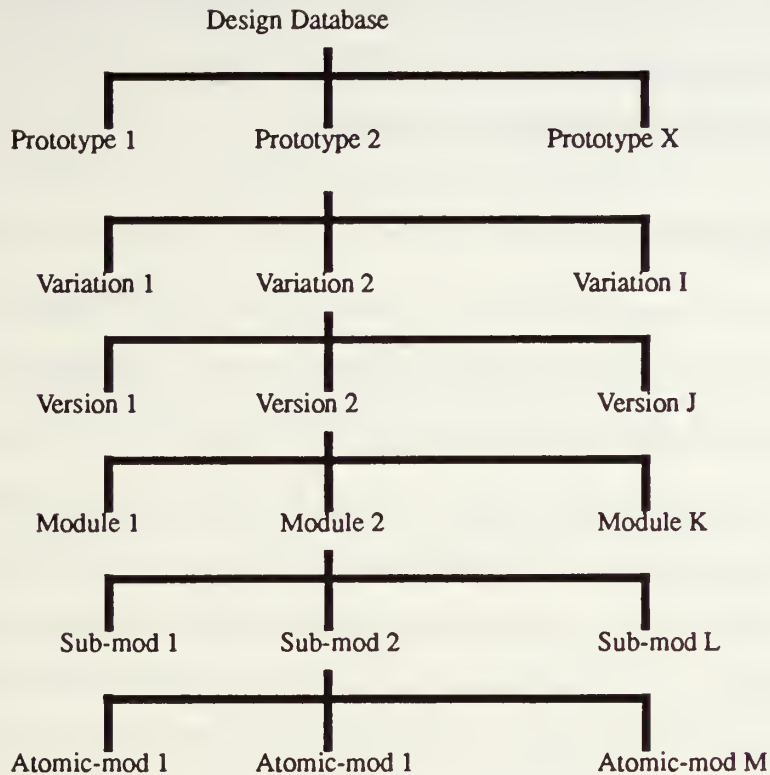 Design Database
Prototype 1 Prototype 2 Prototype X
Variation 1 Variation 2 Variation I
Version 1 Version 2 Version J
Module 1 Module 2 Module K
Sub-mod 1 Sub-mod 2 Sub-mod L
Atomic-mod 1 Atomic-mod 1 Atomic-mod M